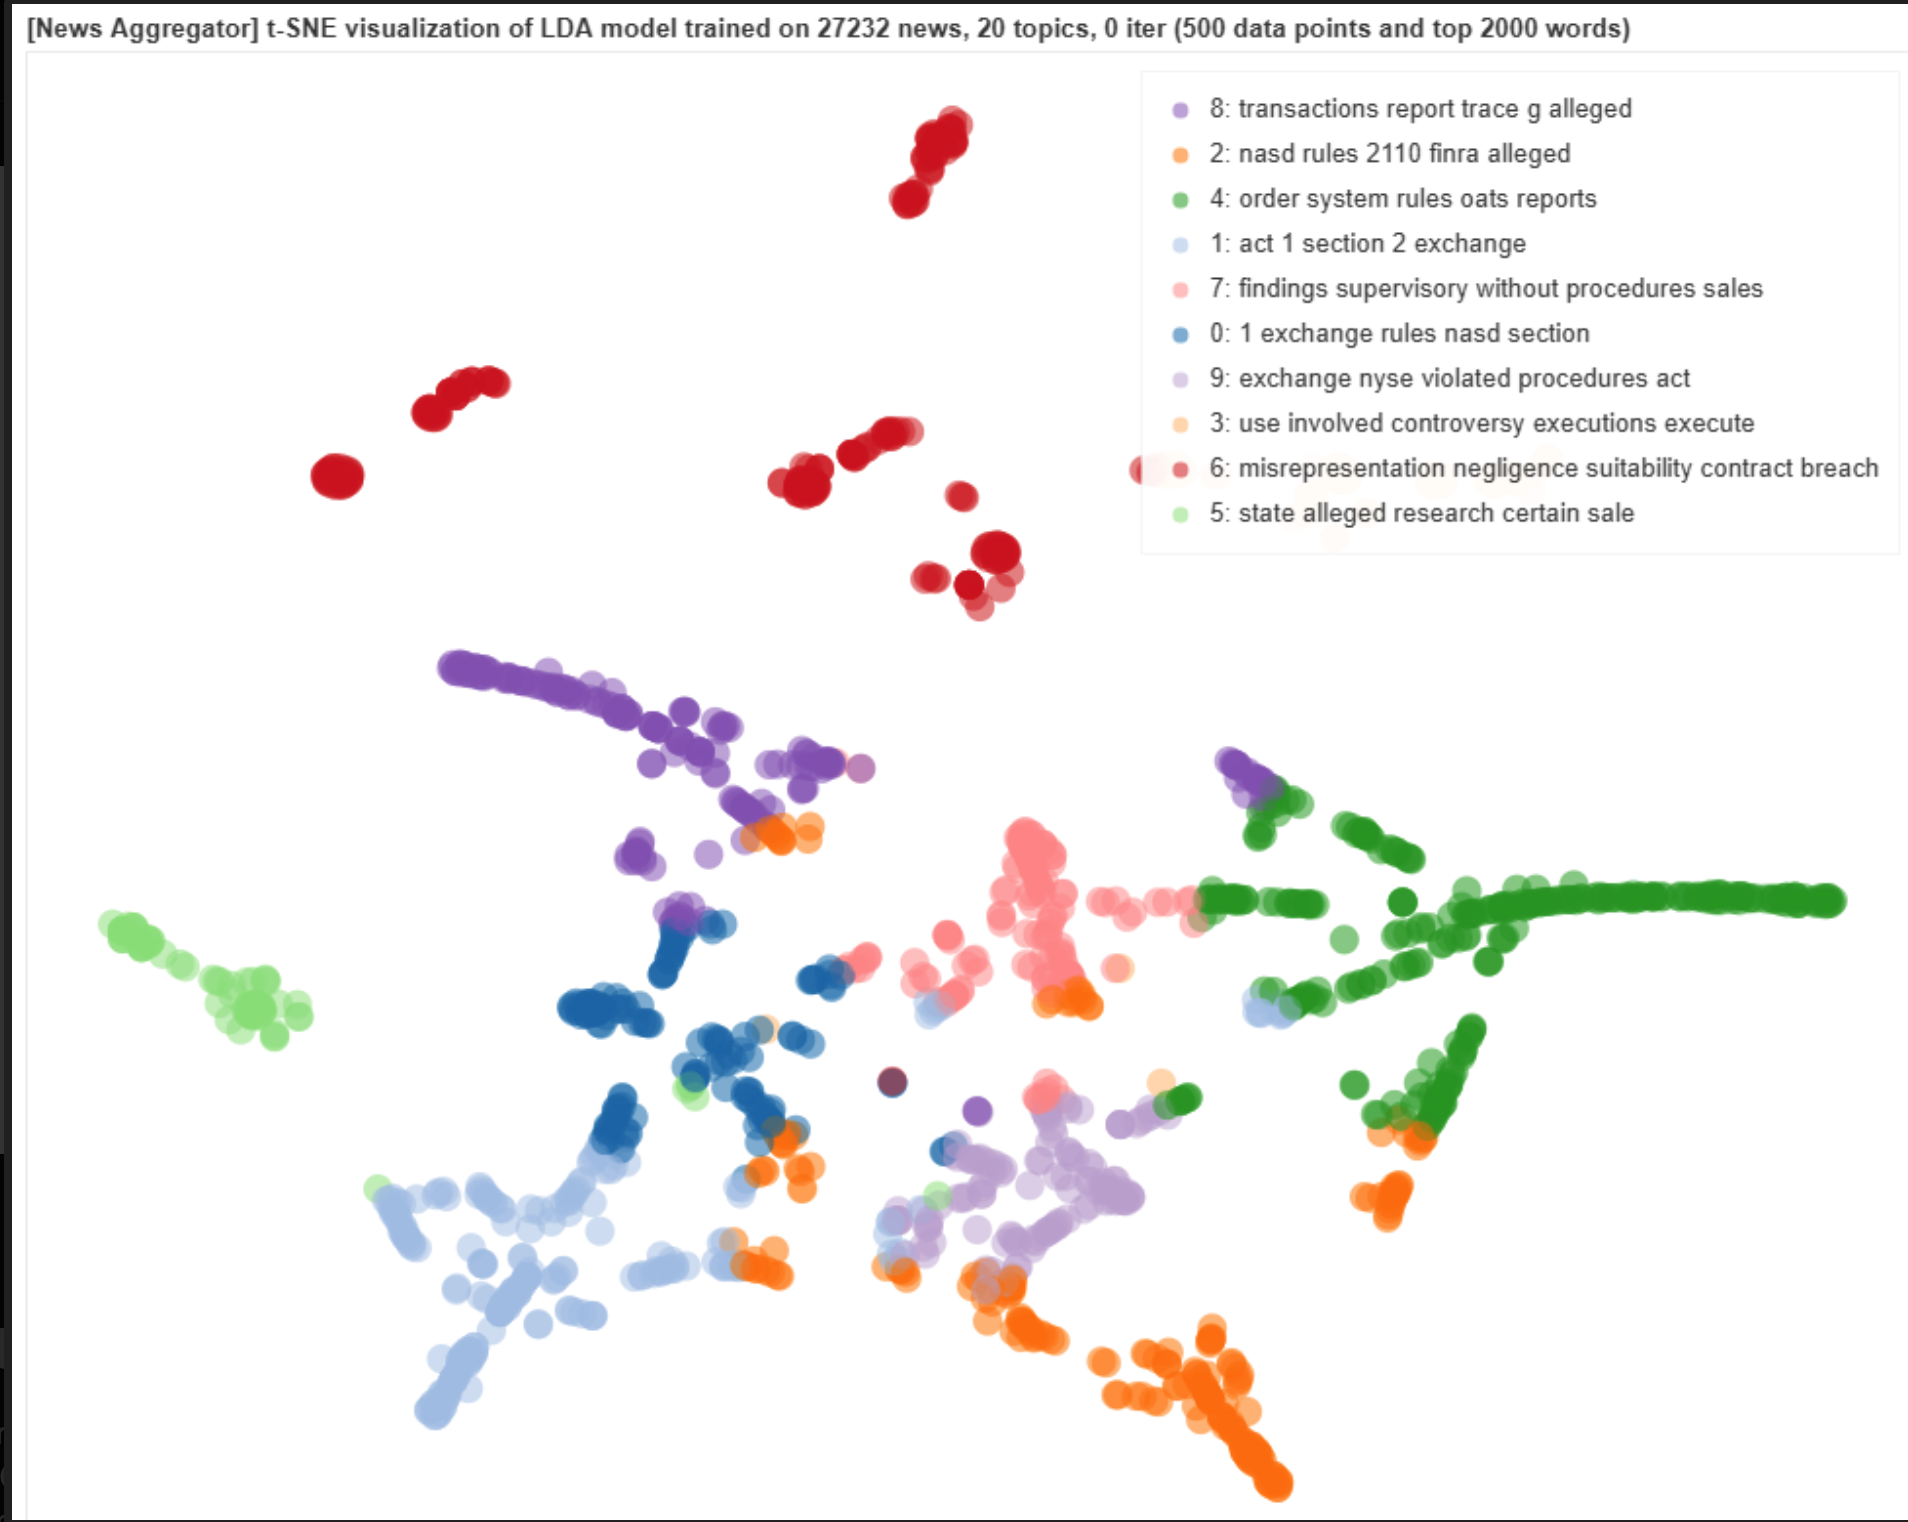 [News Aggregator] t-SNE visualization of LDA model trained on 27232 news, 20 topics, 0 iter (500 data points and top 2000 words)
8: transactions report trace g alleged
2: nasd rules 2110 finra alleged
4: order system rules oats reports
1: act 1 section 2 exchange
7: findings supervisory without procedures sales
0: 1 exchange rules nasd section
9: exchange nyse violated procedures act
3: use involved controversy executions execute
6: misrepresentation negligence suitability contract breach
5: state alleged research certain sale